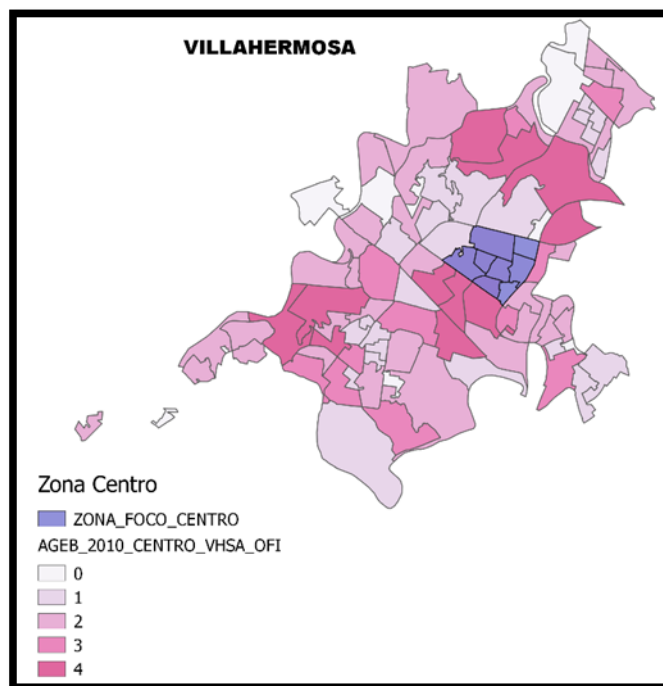 VILLAHERMOSA
Zona Centro
ZONA_FOCO_CENTRO
AGEB_2010_CENTRO_VHSA_OFI
0
1
2
3
4